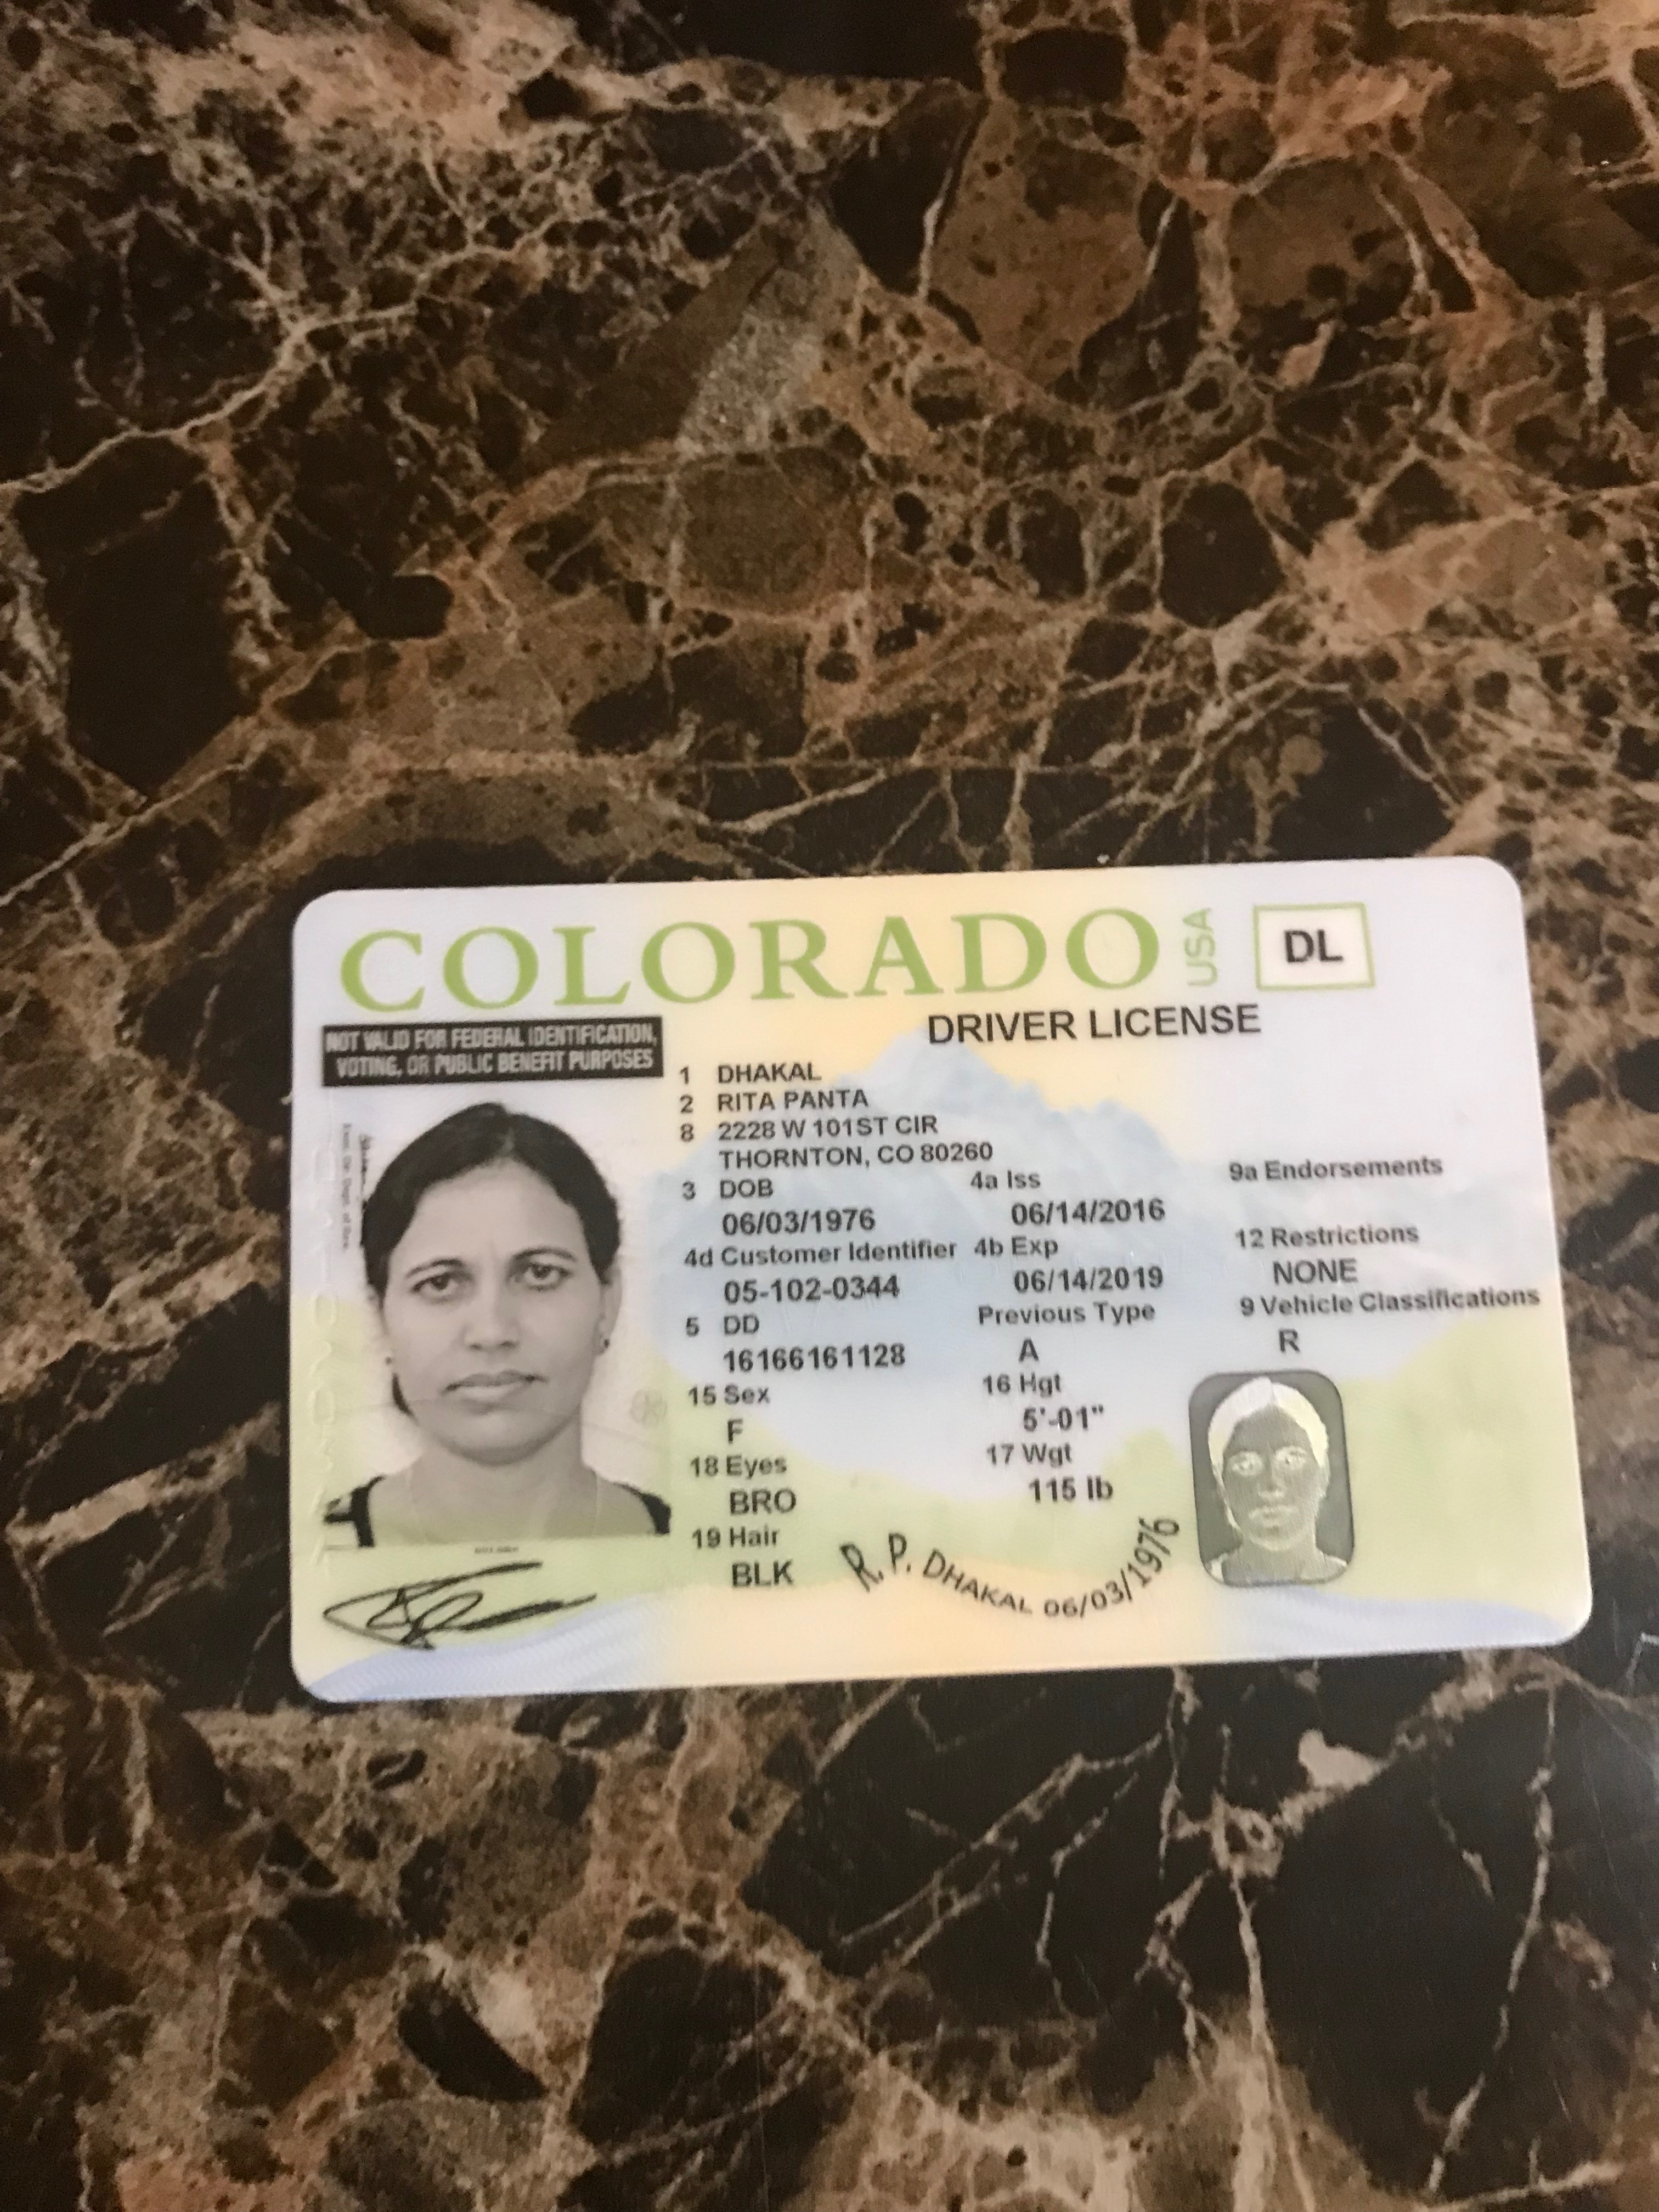 COLORADO USA DL
DRIVER LICENSE
NOT VALID FOR FEDERAL IDENTIFICATION,
VOTING, OR PUBLIC BENEFIT PURPOSES
1 DHAKAL
2 RITA PANTA
8 2228 W 101ST CIR
THORNTON, CO 80260
3 DOB 4a Iss 9a Endorsements
06/03/1976 06/14/2016
4d Customer Identifier 4b Exp 12 Restrictions
05-102-0344 06/14/2019 NONE
5 DD Previous Type 9 Vehicle Classifications
16166161128 A R
15 Sex 16 Hgt
F 5'-01"
18 Eyes 17 Wgt
BRO 115 lb
19 Hair
BLK
R. P. DHAKAL 06/03/1976